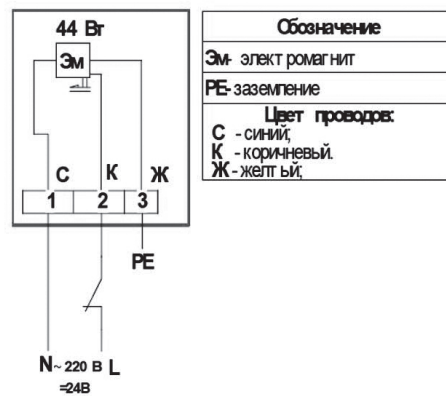 44 Вт
Эм
С К Ж
1 2 3
PE
N ~ 220 В L
=24В
Обозначение
Эм- электромагнит
PE- заземление
Цвет проводов:
С - синий;
К - коричневый.
Ж - желтый;